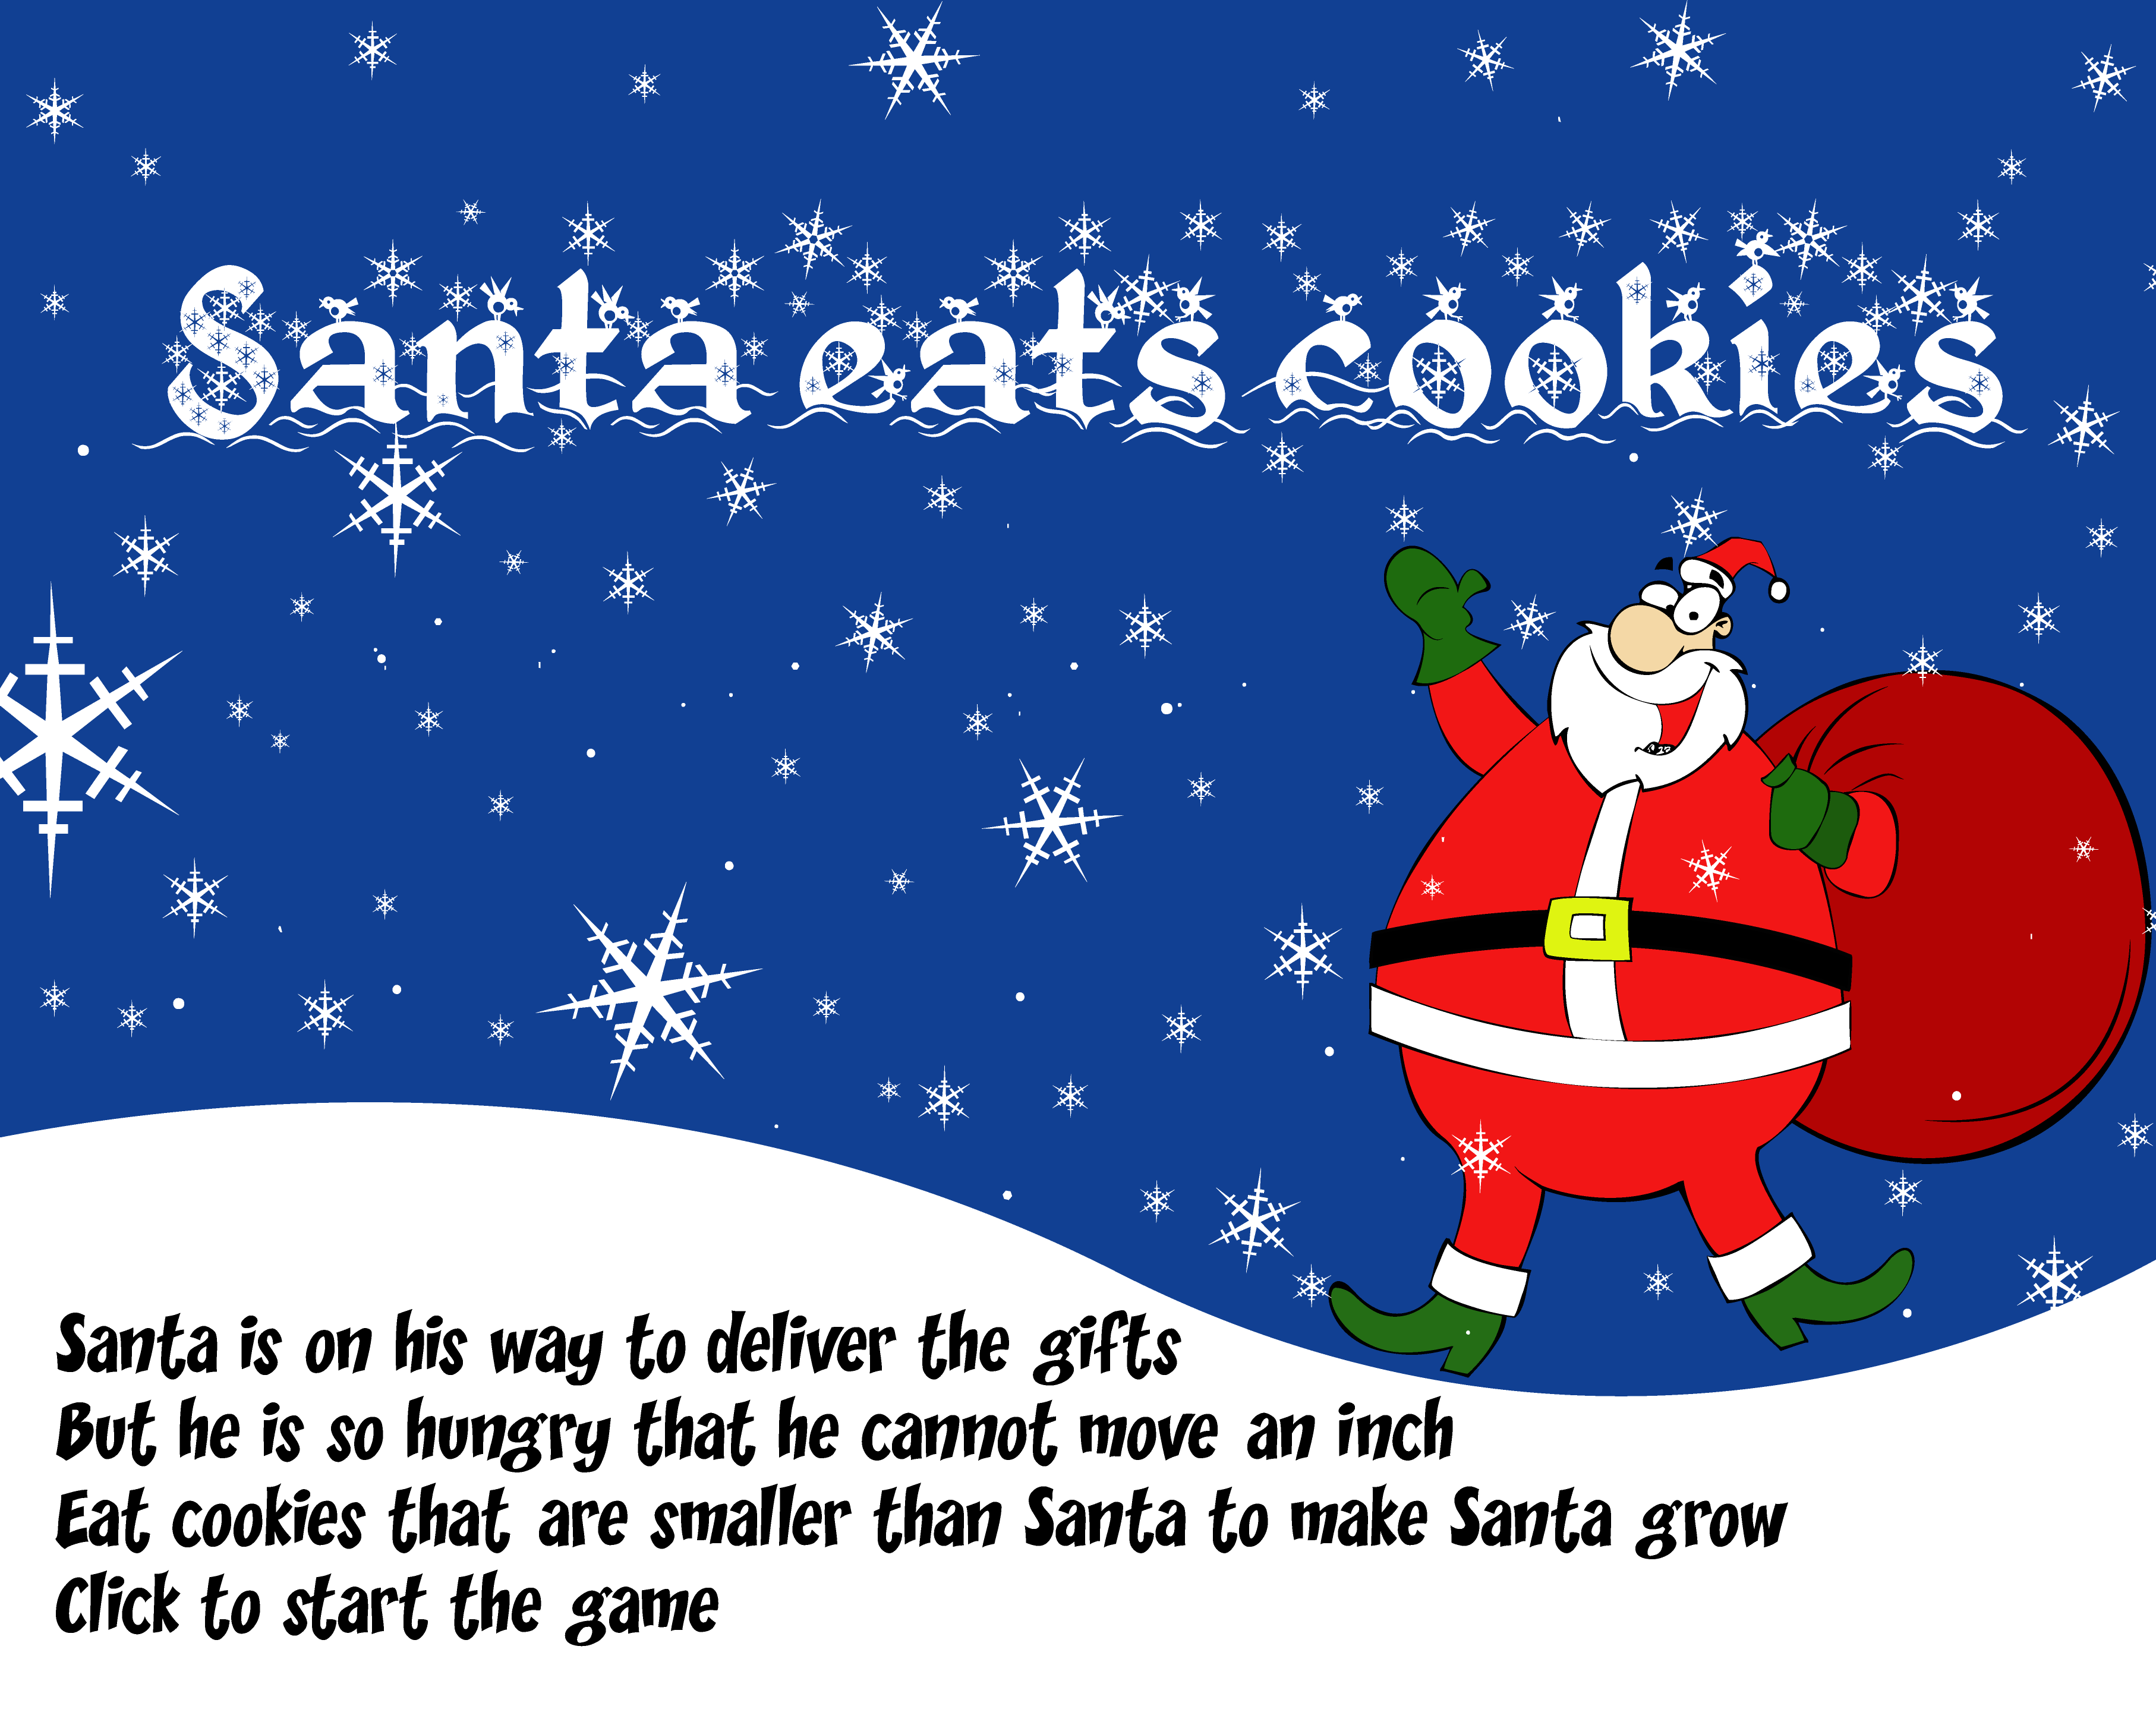 Santa eats cookies
Santa is on his way to deliver the gifts
But he is so hungry that he cannot move an inch
Eat cookies that are smaller than Santa to make Santa grow
Click to start the game